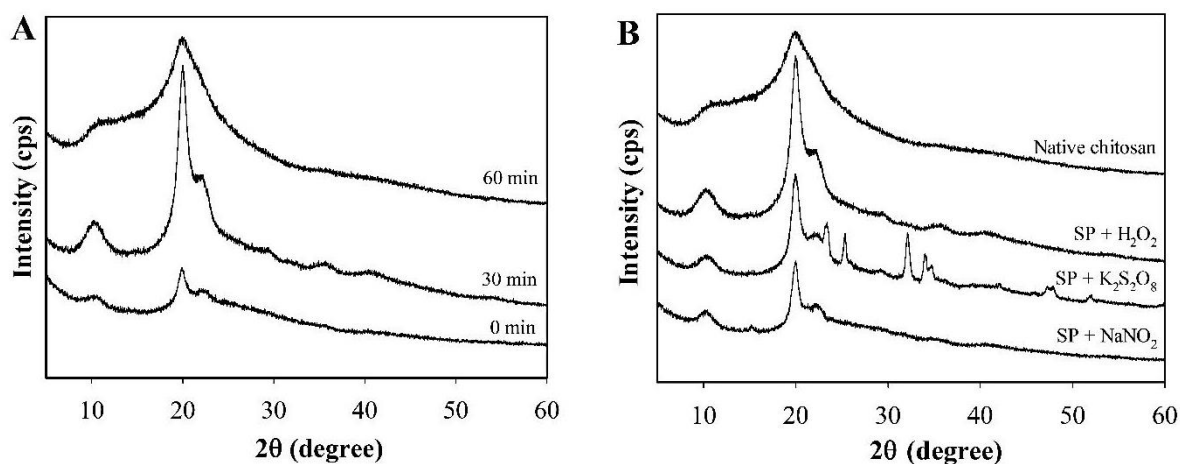 A
Intensity (cps)
60 min
30 min
0 min
10 20 30 40 50 60
2θ (degree)
B
Intensity (cps)
Native chitosan
SP + H₂O₂
SP + K₂S₂O₈
SP + NaNO₂
10 20 30 40 50 60
2θ (degree)